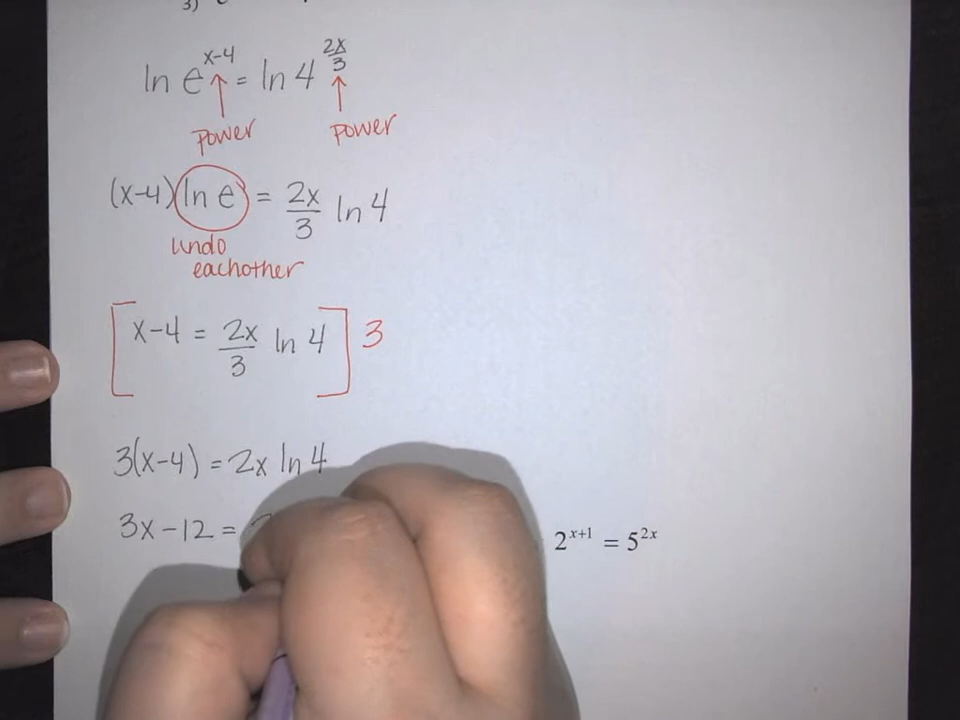 3)
ln e^{x-4} = ln 4^{2x/3}
power power
(x-4) ln e = 2x/3 ln 4
undo
eachother
[x-4 = 2x/3 ln 4] 3
3(x-4) = 2x ln 4
3x-12 =
2^{x+1} = 5^{2x}